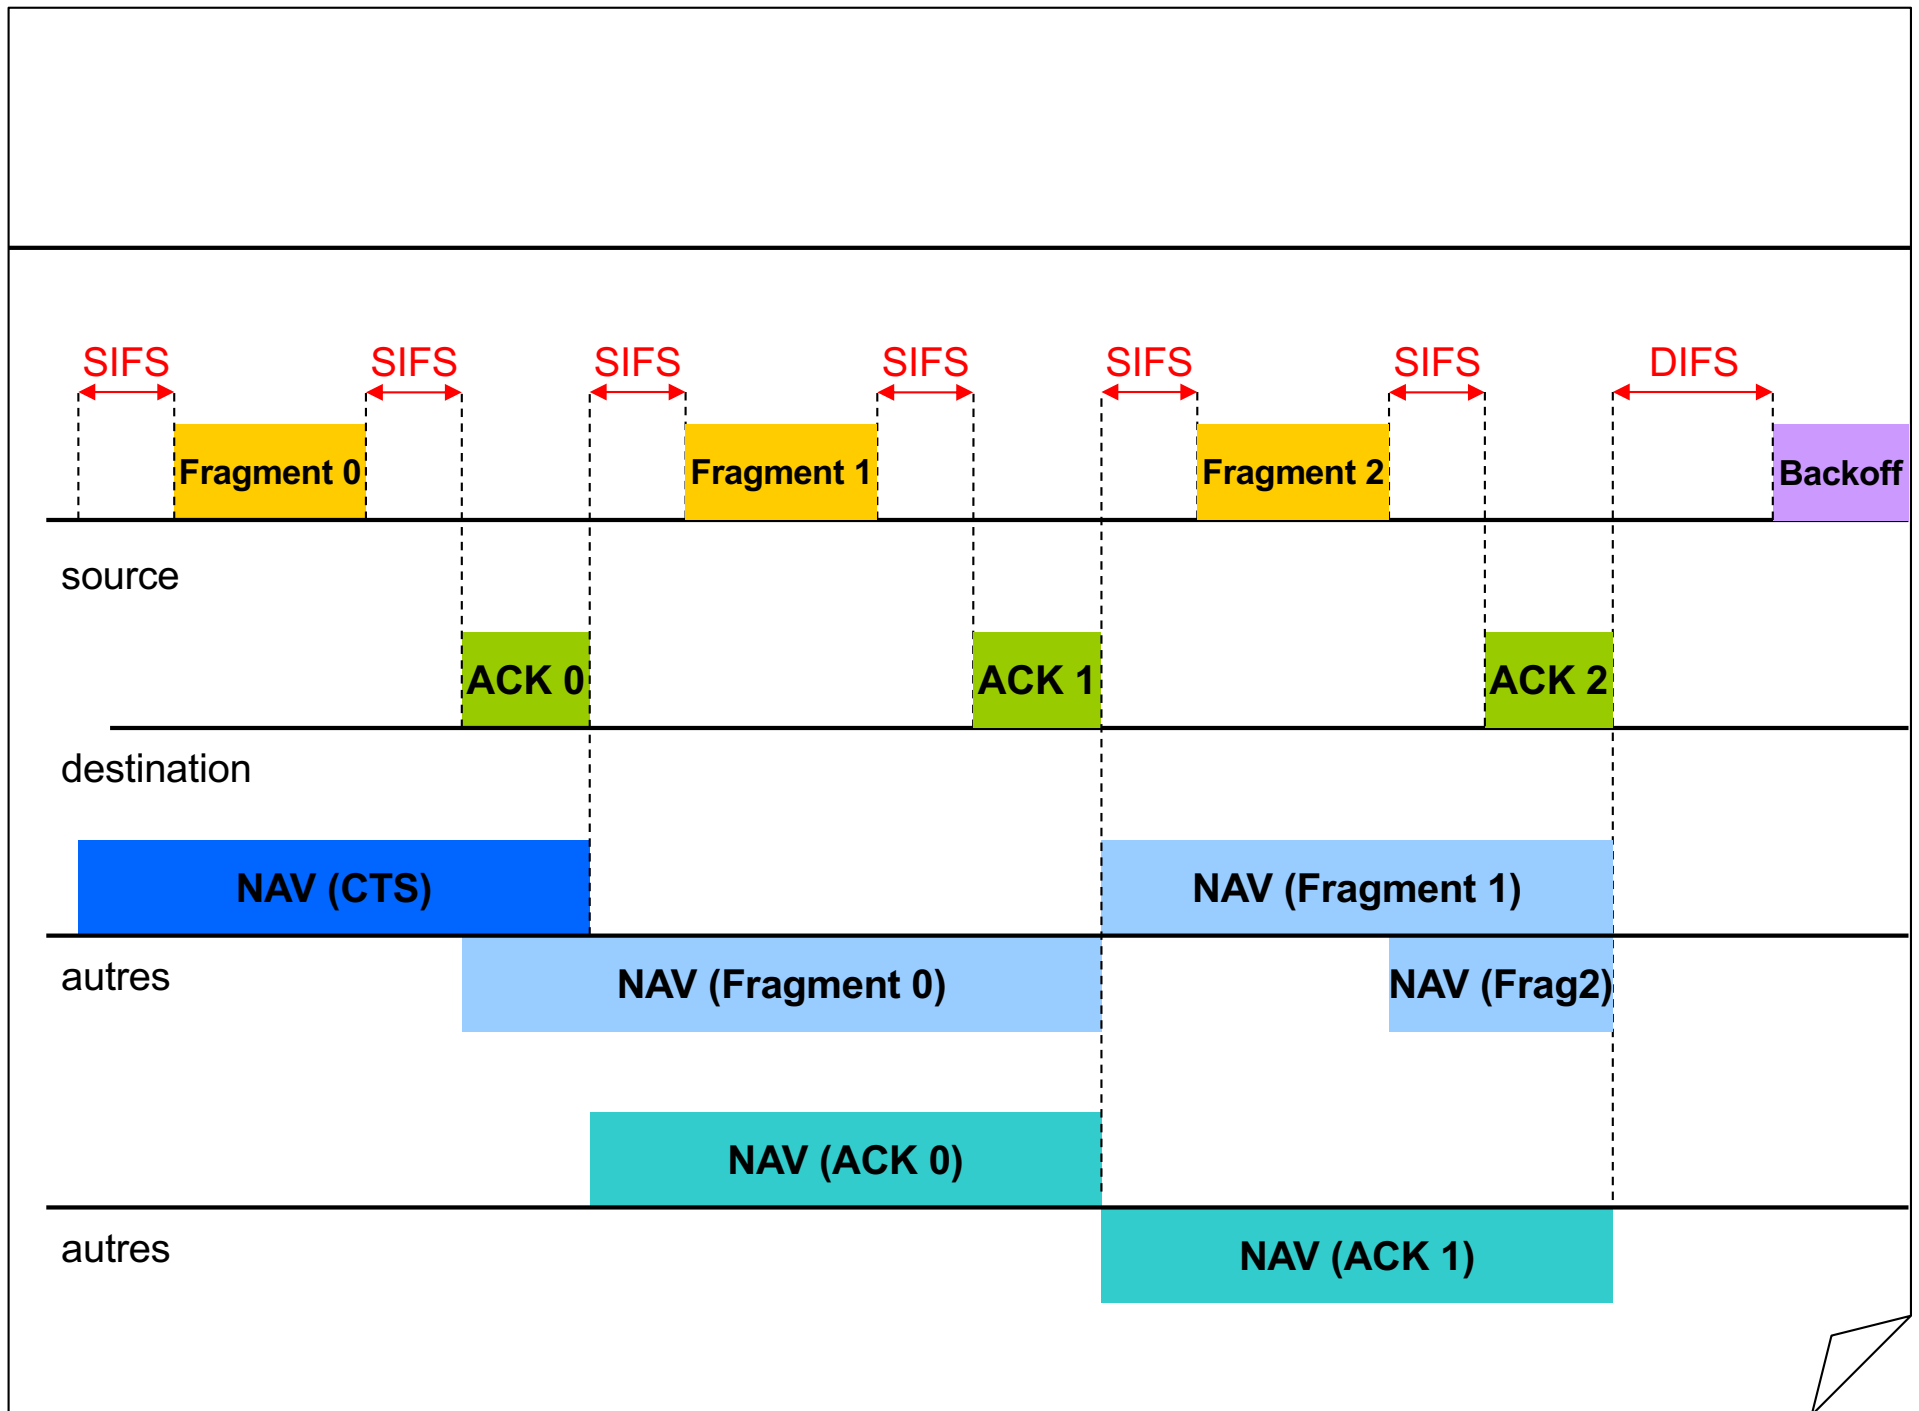 SIFS SIFS SIFS SIFS SIFS SIFS DIFS
Fragment 0 Fragment 1 Fragment 2 Backoff
source
ACK 0 ACK 1 ACK 2
destination
NAV (CTS) NAV (Fragment 1)
autres NAV (Fragment 0) NAV (Frag2)
NAV (ACK 0)
autres NAV (ACK 1)